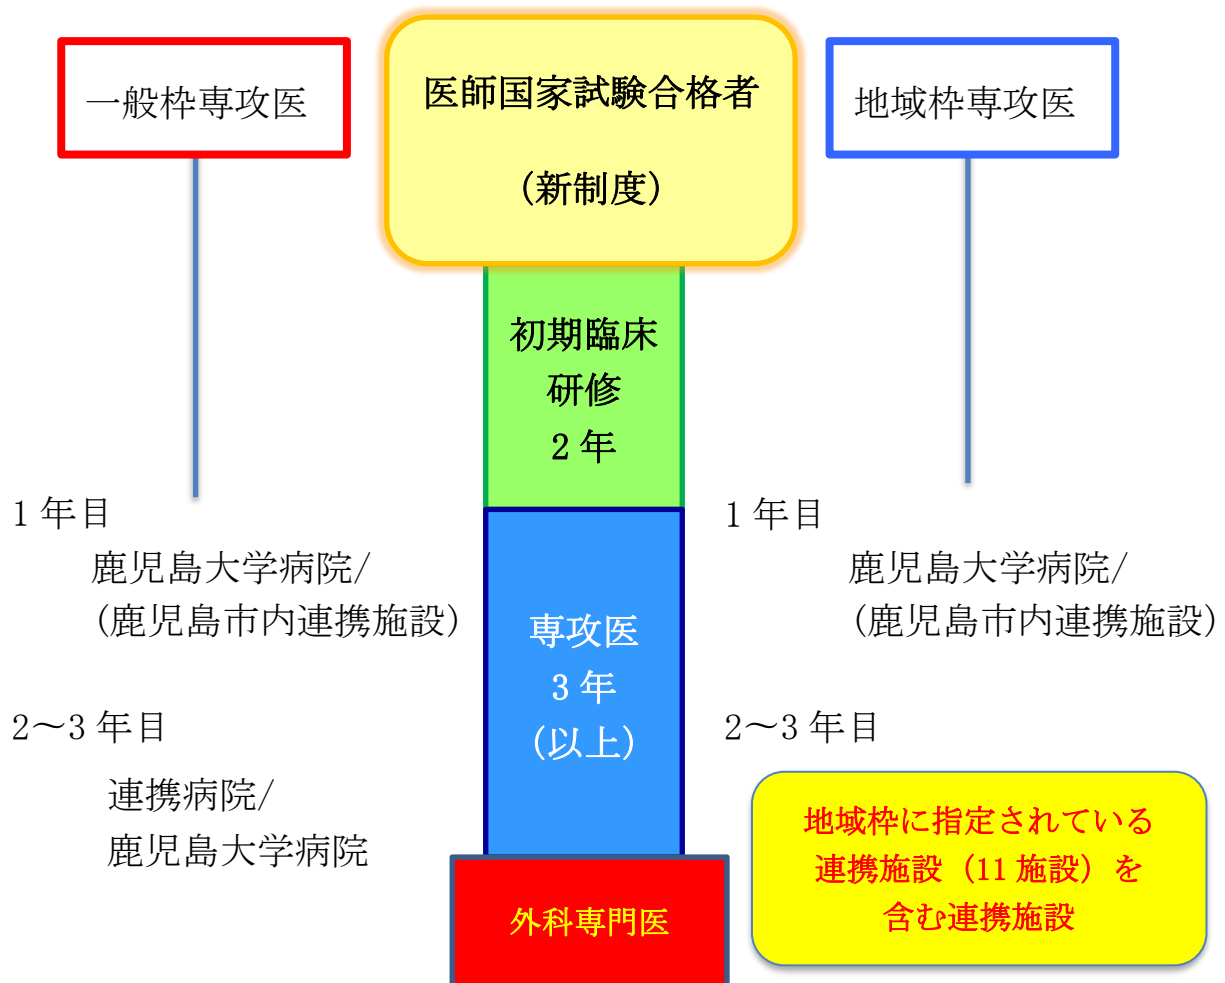 一般枠専攻医
医師国家試験合格者
(新制度)
地域枠専攻医
初期臨床
研修
2 年
専攻医
3 年
(以上)
外科専門医
1 年目
鹿児島大学病院/
(鹿児島市内連携施設)
2～3 年目
連携病院/
鹿児島大学病院
1 年目
鹿児島大学病院/
(鹿児島市内連携施設)
2～3 年目
地域枠に指定されている
連携施設（11 施設）を
含む連携施設